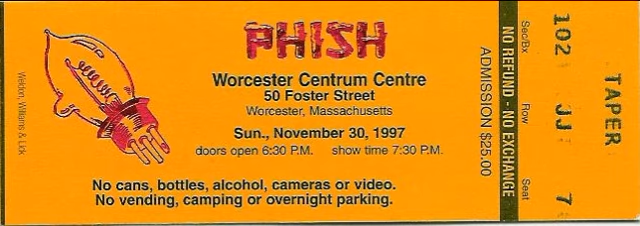 Weldon, Williams & Lick
PHISH
Worcester Centrum Centre
50 Foster Street
Worcester, Massachusetts
Sun., November 30, 1997
doors open 6:30 P.M. show time 7:30 P.M.
No cans, bottles, alcohol, cameras or video.
No vending, camping or overnight parking.
ADMISSION $25.00
NO REFUND - NO EXCHANGE
Sec/Bx Row Seat
102 JJ 7
TAPER